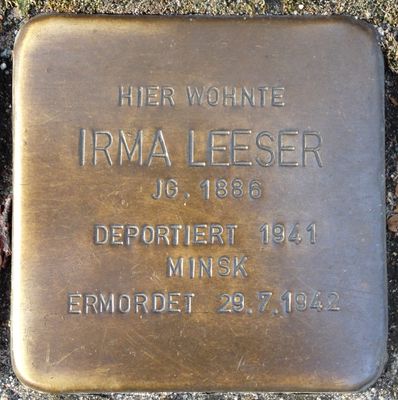 HIER WOHNTE
IRMA LEESER
JG. 1886
DEPORTIERT 1941
MINSK
ERMORDET 29.7.1942